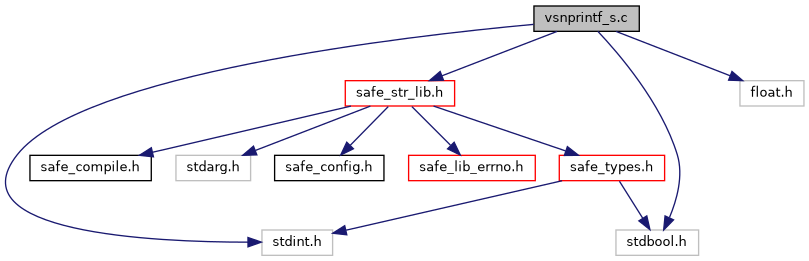 vsnprintf_s.c
safe_str_lib.h
float.h
safe_compile.h
stdarg.h
safe_config.h
safe_lib_errno.h
safe_types.h
stdint.h
stdbool.h